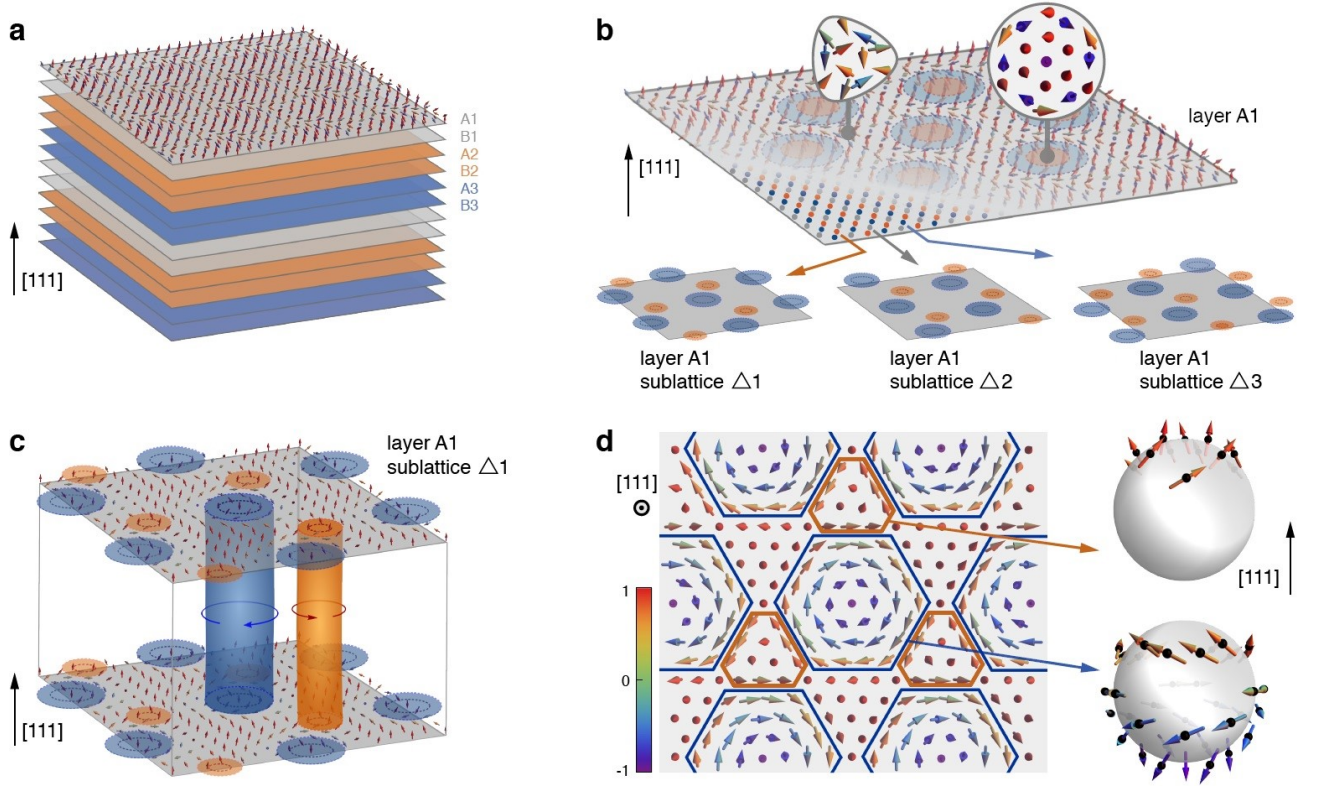 a
A1
B1
A2
B2
A3
B3
[111]
b
layer A1
[111]
layer A1
sublattice △1
layer A1
sublattice △2
layer A1
sublattice △3
c
layer A1
sublattice △1
[111]
d
[111]
1
0
-1
[111]